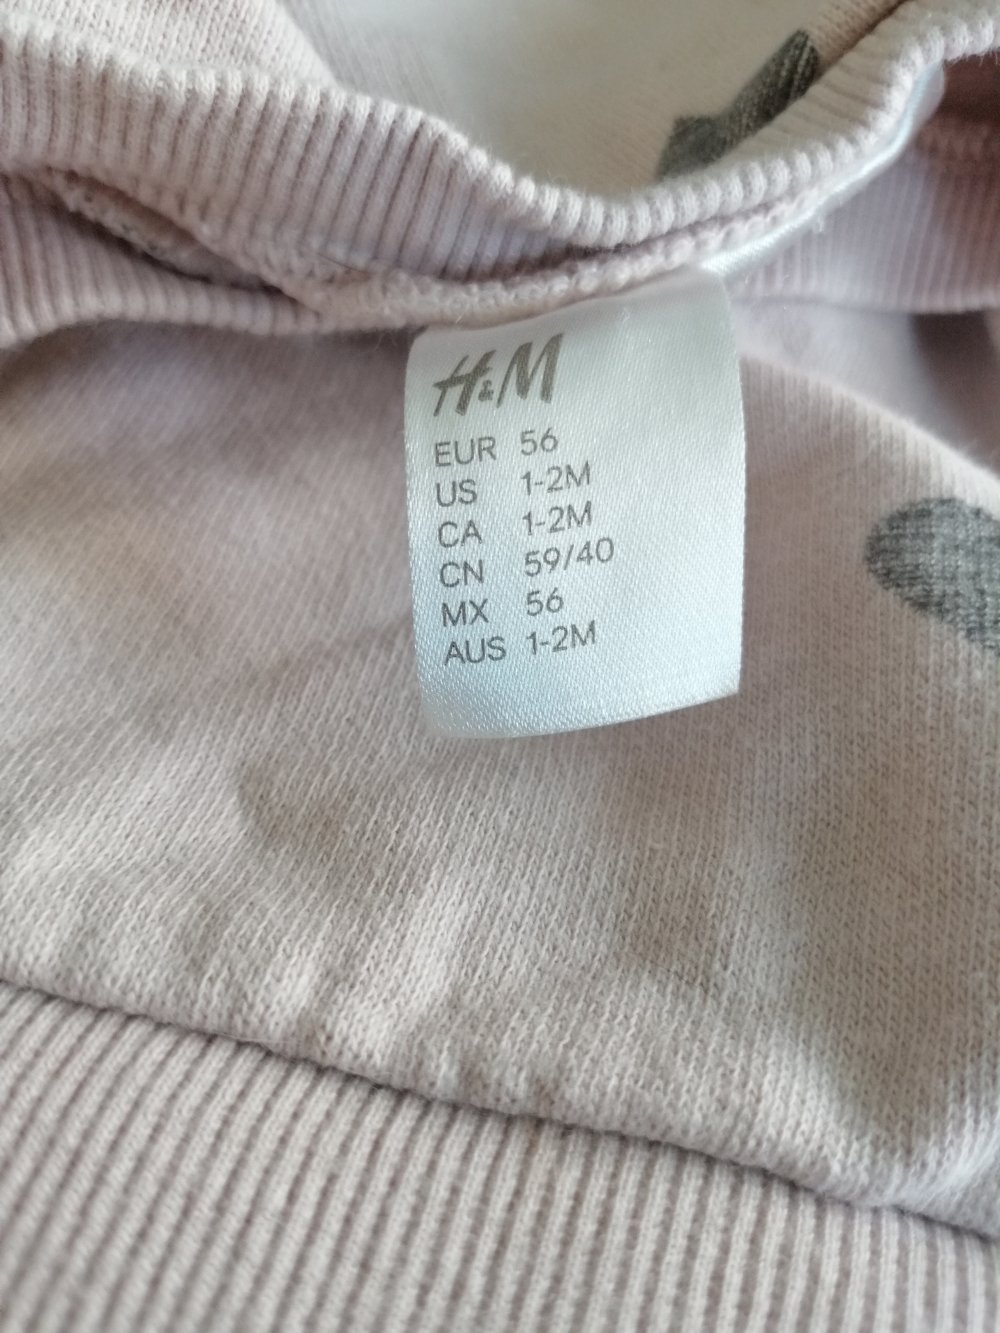 H&M
EUR 56
US 1-2M
CA 1-2M
CN 59/40
MX 56
AUS 1-2M